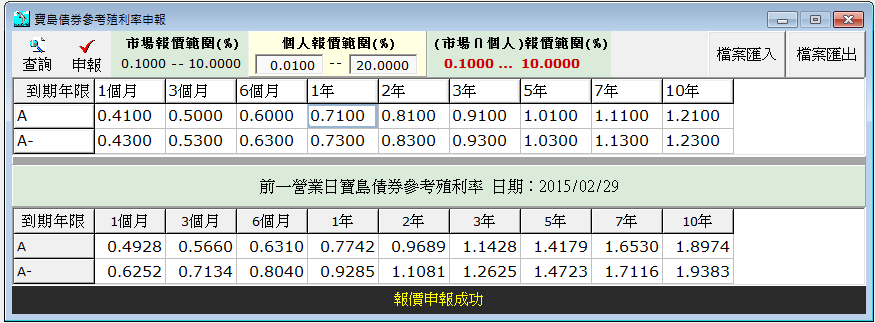 寶島債券參考殖利率申報
查詢 申報 市場報價範圍(%) 個人報價範圍(%) (市場∩個人)報價範圍(%) 檔案匯入 檔案匯出
0.1000 -- 10.0000 0.0100 -- 20.0000 0.1000 ... 10.0000
到期年限 1個月 3個月 6個月 1年 2年 3年 5年 7年 10年
A 0.4100 0.5000 0.6000 0.7100 0.8100 0.9100 1.0100 1.1100 1.2100
A- 0.4300 0.5300 0.6300 0.7300 0.8300 0.9300 1.0300 1.1300 1.2300
前一營業日寶島債券參考殖利率 日期：2015/02/29
到期年限 1個月 3個月 6個月 1年 2年 3年 5年 7年 10年
A 0.4928 0.5660 0.6310 0.7742 0.9689 1.1428 1.4179 1.6530 1.8974
A- 0.6252 0.7134 0.8040 0.9285 1.1081 1.2625 1.4723 1.7116 1.9383
報價申報成功